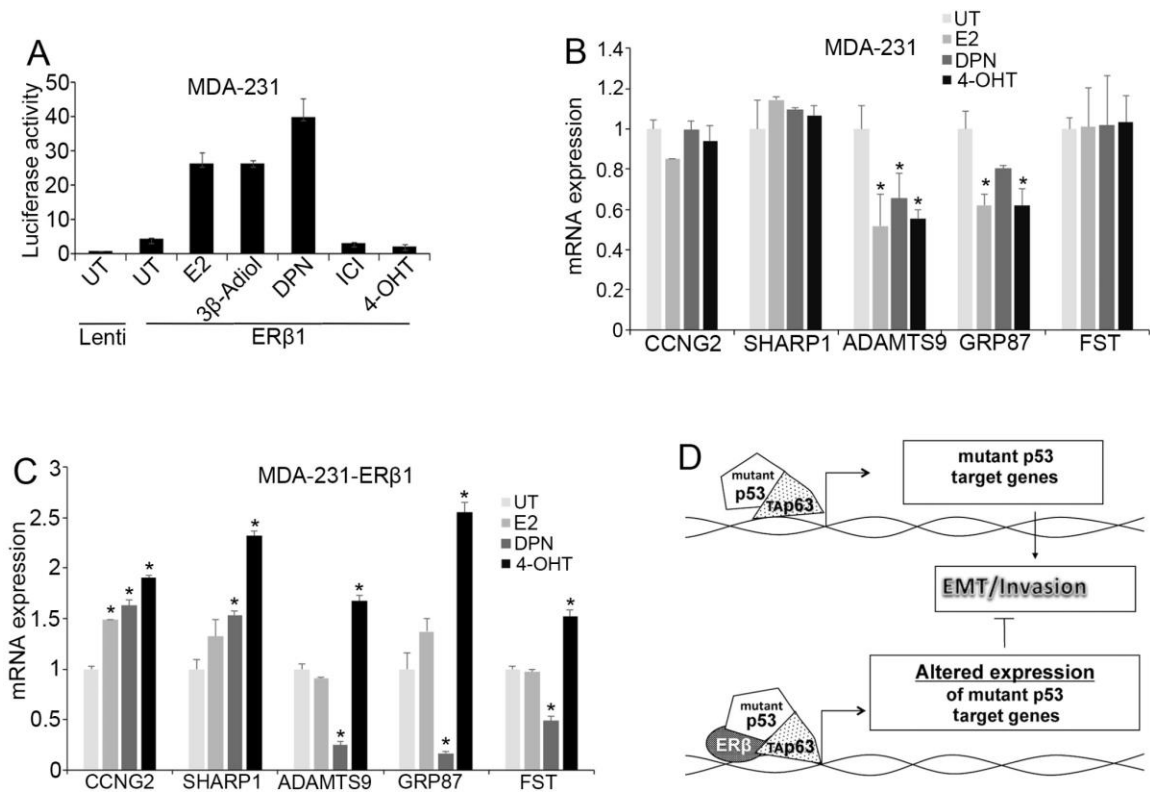 A
MDA-231
Luciferase activity
50
40
30
20
10
0
UT
UT
E2
3β-Adiol
DPN
ICI
4-OHT
Lenti
ERβ1
B
MDA-231
UT
E2
DPN
4-OHT
mRNA expression
1.4
1.2
1
0.8
0.6
0.4
0.2
0
* * *
* *
CCNG2 SHARP1 ADAMTS9 GRP87 FST
C
MDA-231-ERβ1
UT
E2
DPN
4-OHT
mRNA expression
3
2.5
2
1.5
1
0.5
0
* * *
* *
* *
* *
* *
CCNG2 SHARP1 ADAMTS9 GRP87 FST
D
mutant
p53
TAp63
mutant p53
target genes
EMT/Invasion
Altered expression
of mutant p53
target genes
mutant
p53
ERβ
TAp63